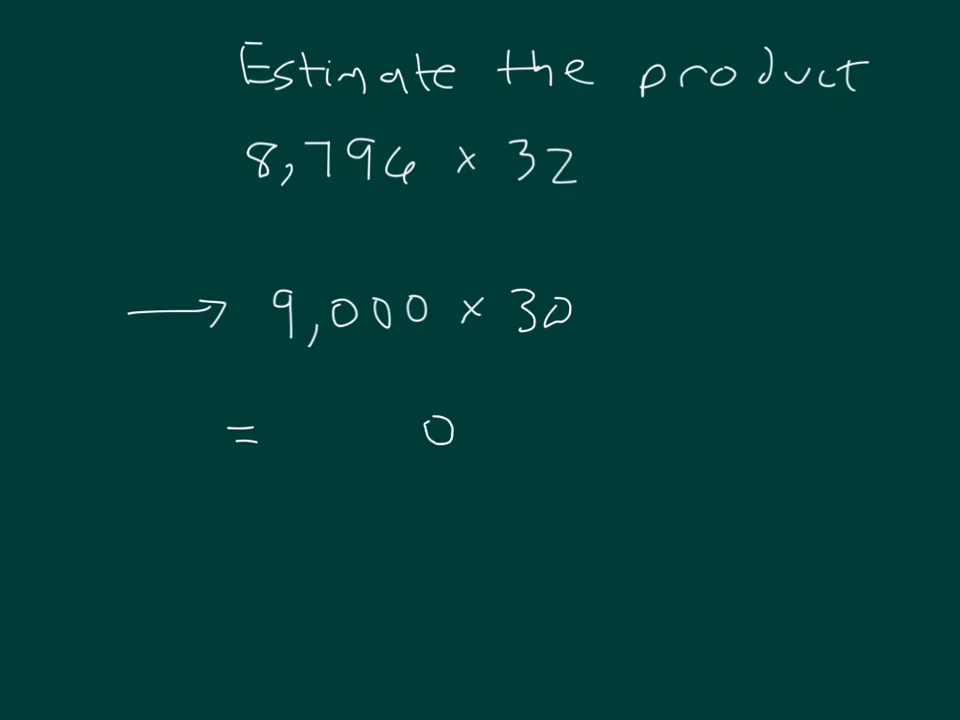 Estimate the product
8,796 × 32
→ 9,000 × 30
= 0